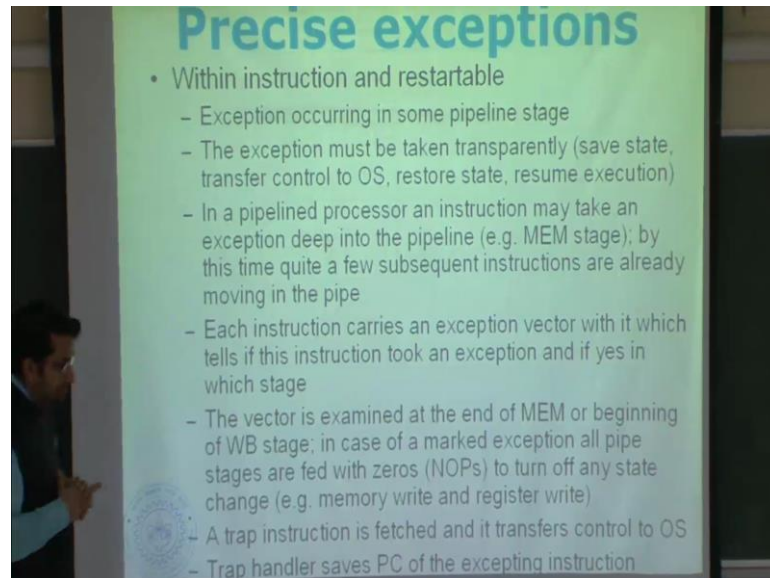 Precise exceptions
• Within instruction and restartable
– Exception occurring in some pipeline stage
– The exception must be taken transparently (save state,
transfer control to OS, restore state, resume execution)
– In a pipelined processor an instruction may take an
exception deep into the pipeline (e.g. MEM stage); by
this time quite a few subsequent instructions are already
moving in the pipe
– Each instruction carries an exception vector with it which
tells if this instruction took an exception and if yes in
which stage
– The vector is examined at the end of MEM or beginning
of WB stage; in case of a marked exception all pipe
stages are fed with zeros (NOPs) to turn off any state
change (e.g. memory write and register write)
– A trap instruction is fetched and it transfers control to OS
– Trap handler saves PC of the excepting instruction